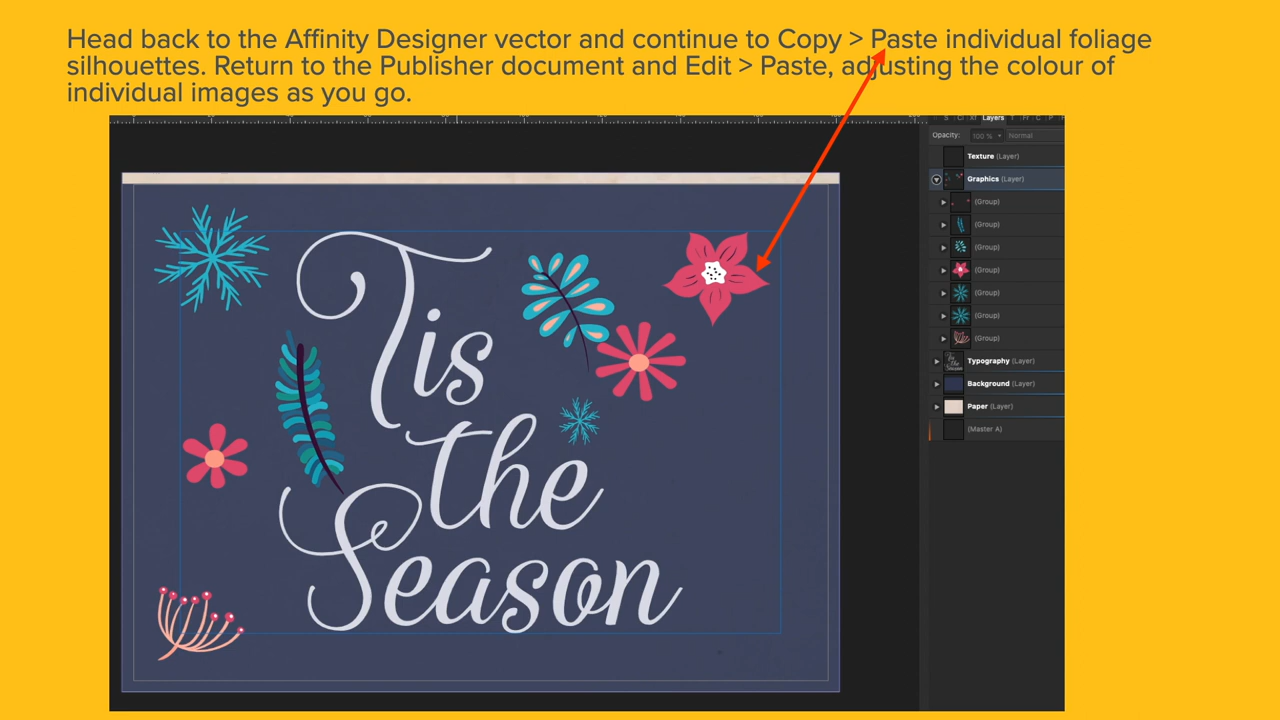 Head back to the Affinity Designer vector and continue to Copy > Paste individual foliage
silhouettes. Return to the Publisher document and Edit > Paste, adjusting the colour of
individual images as you go.
Layers
Opacity: 100 % Normal
Texture (Layer)
Graphics (Layer)
(Group)
(Group)
(Group)
(Group)
(Group)
(Group)
(Group)
Typography (Layer)
Background (Layer)
Paper (Layer)
(Master A)
Tis
the
Season